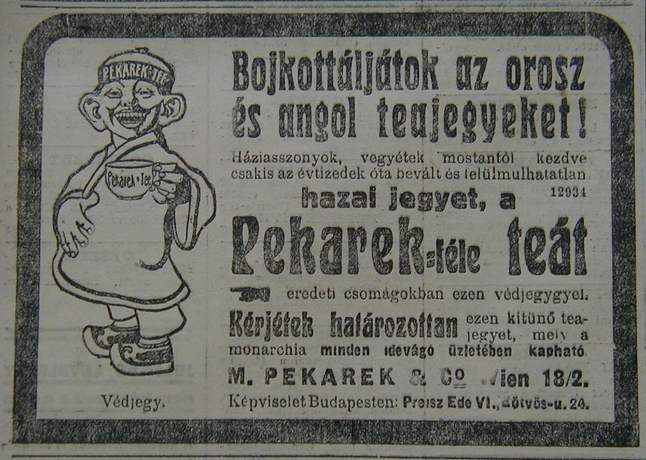 PEKAREK·TEE
Pekarek·Tee
Védjegy.
Bojkottáljátok az orosz
és angol teajegyeket!
Háziasszonyok, vegyétek mostantól kezdve
csakis az évtizedek óta bevált és felülmulhatatlan
hazai jegyet, a 12934
Pekarek-féle teát
eredeti csomagokban ezen védjegygyel.
Kérjétek határozottan ezen kitünő tea-
jegyet, mely a
monarchia minden idevágó üzletében kapható
M. PEKAREK & Co Wien 18/2.
Képviselet Budapesten: Preisz Ede VI., Eötvös-u. 24.